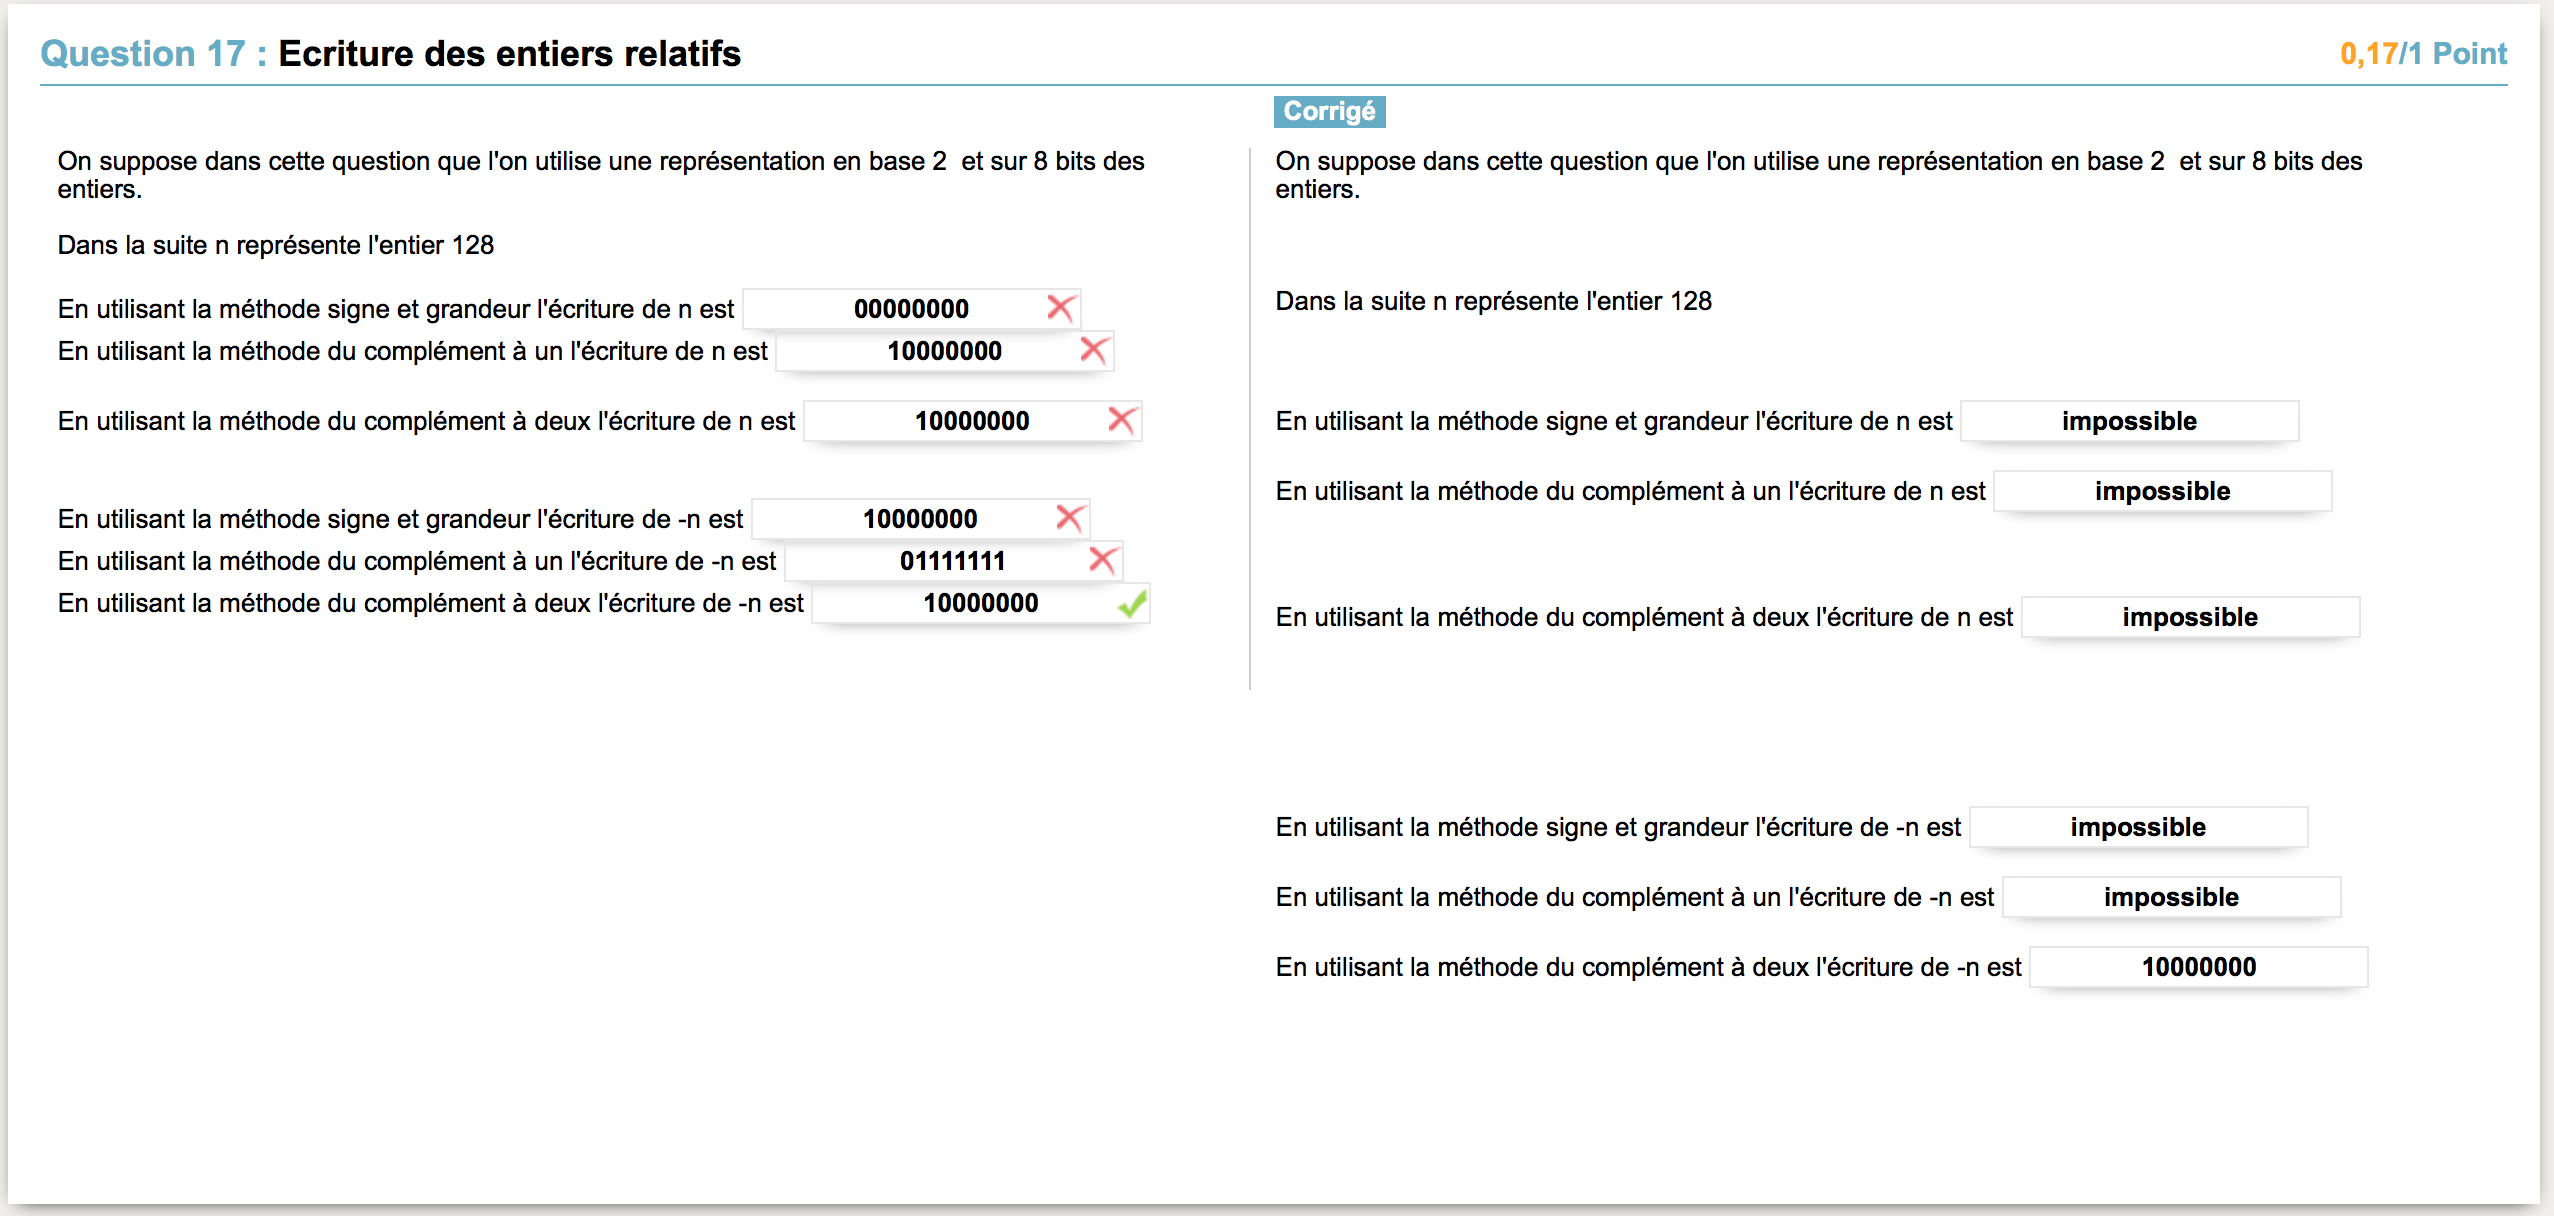 Question 17 : Ecriture des entiers relatifs
0,17/1 Point
On suppose dans cette question que l'on utilise une représentation en base 2  et sur 8 bits des
entiers.
Dans la suite n représente l'entier 128
En utilisant la méthode signe et grandeur l'écriture de n est 00000000
En utilisant la méthode du complément à un l'écriture de n est 10000000
En utilisant la méthode du complément à deux l'écriture de n est 10000000
En utilisant la méthode signe et grandeur l'écriture de -n est 10000000
En utilisant la méthode du complément à un l'écriture de -n est 01111111
En utilisant la méthode du complément à deux l'écriture de -n est 10000000
Corrigé
On suppose dans cette question que l'on utilise une représentation en base 2  et sur 8 bits des
entiers.
Dans la suite n représente l'entier 128
En utilisant la méthode signe et grandeur l'écriture de n est impossible
En utilisant la méthode du complément à un l'écriture de n est impossible
En utilisant la méthode du complément à deux l'écriture de n est impossible
En utilisant la méthode signe et grandeur l'écriture de -n est impossible
En utilisant la méthode du complément à un l'écriture de -n est impossible
En utilisant la méthode du complément à deux l'écriture de -n est 10000000